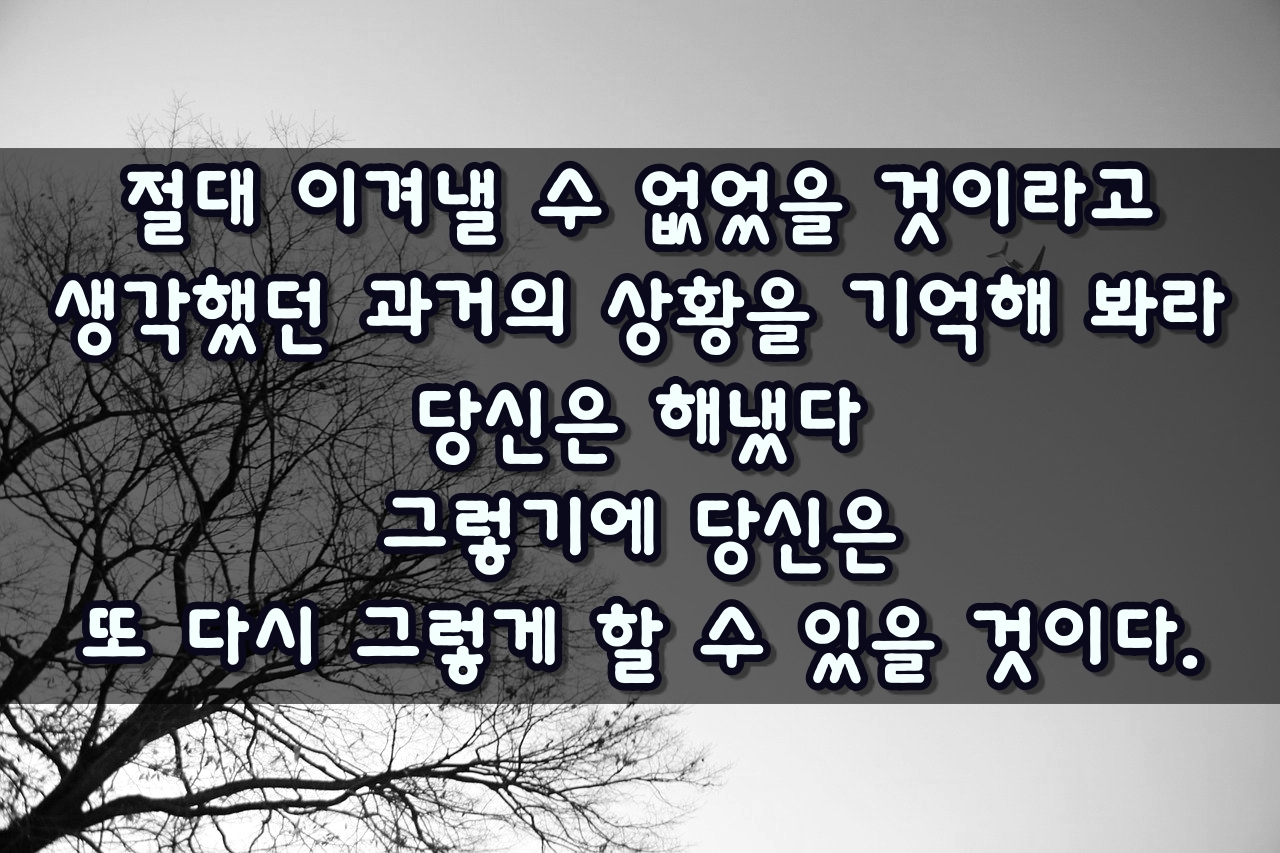 절대 이겨낼 수 없었을 것이라고
생각했던 과거의 상황을 기억해 봐라
당신은 해냈다
그렇기에 당신은
또 다시 그렇게 할 수 있을 것이다.